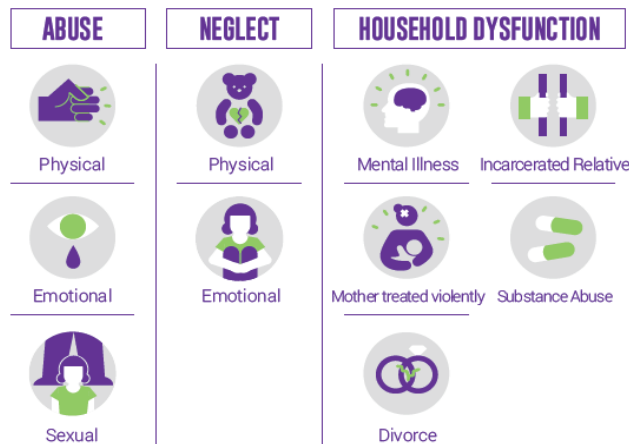 ABUSE
NEGLECT
HOUSEHOLD DYSFUNCTION
Physical
Physical
Mental Illness
Incarcerated Relative
Emotional
Emotional
Mother treated violently
Substance Abuse
Sexual
Divorce